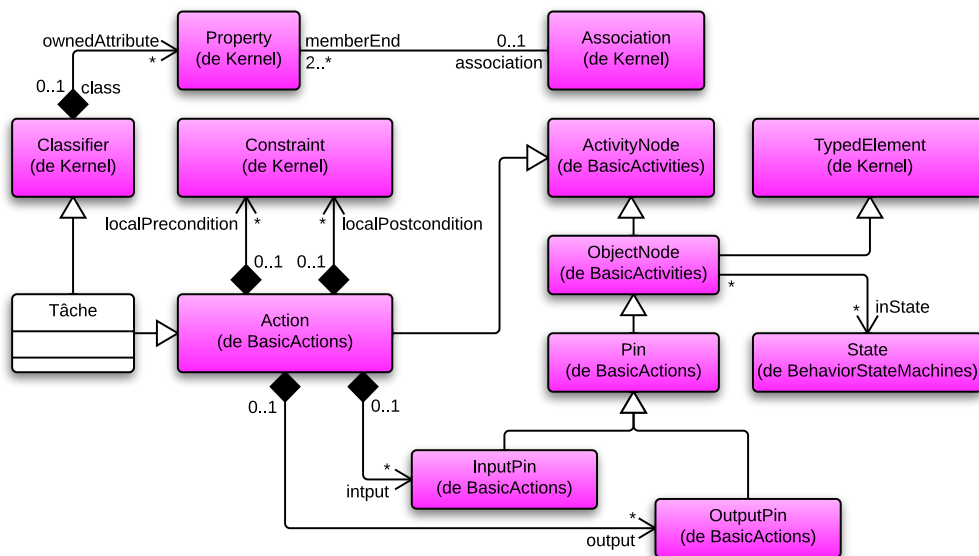 ownedAttribute
*
Property
(de Kernel)
memberEnd
2..*
0..1
association
Association
(de Kernel)
0..1
class
Classifier
(de Kernel)
Constraint
(de Kernel)
ActivityNode
(de BasicActivities)
TypedElement
(de Kernel)
localPrecondition
*
*
localPostcondition
0..1
0..1
ObjectNode
(de BasicActivities)
*
*
inState
Tâche
Action
(de BasicActions)
Pin
(de BasicActions)
State
(de BehaviorStateMachines)
0..1
0..1
*
intput
InputPin
(de BasicActions)
*
output
OutputPin
(de BasicActions)